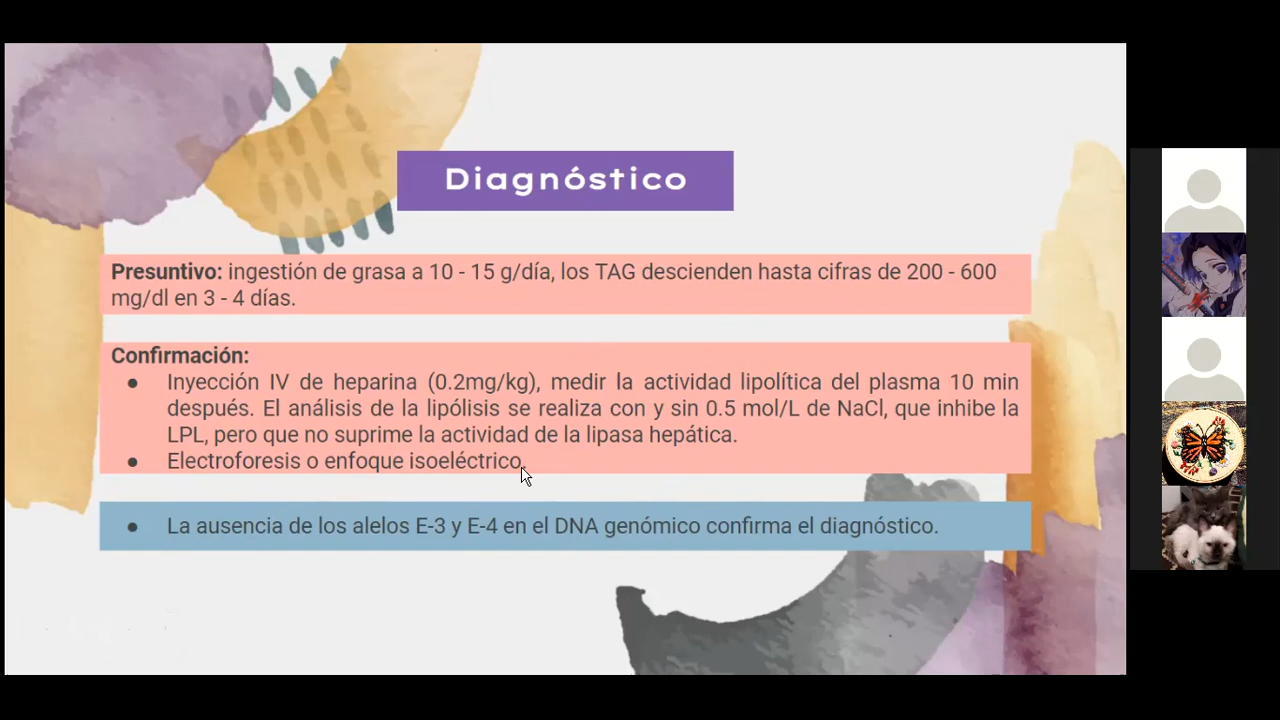 Diagnóstico
Presuntivo: ingestión de grasa a 10 - 15 g/día, los TAG descienden hasta cifras de 200 - 600
mg/dl en 3 - 4 días.
Confirmación:
● Inyección IV de heparina (0.2mg/kg), medir la actividad lipolítica del plasma 10 min
después. El análisis de la lipólisis se realiza con y sin 0.5 mol/L de NaCl, que inhibe la
LPL, pero que no suprime la actividad de la lipasa hepática.
● Electroforesis o enfoque isoeléctrico.
● La ausencia de los alelos E-3 y E-4 en el DNA genómico confirma el diagnóstico.